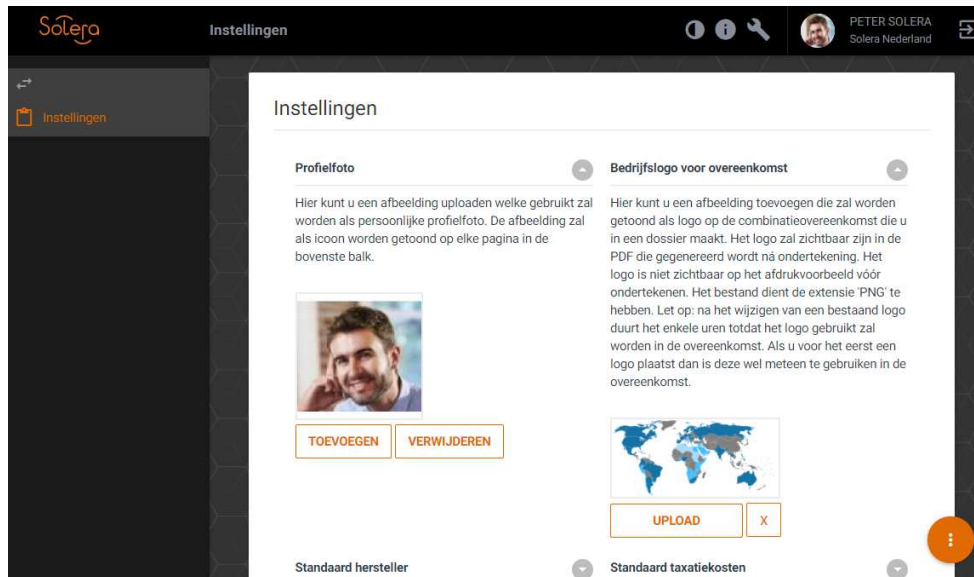 Solera
Instellingen
PETER SOLERA
Solera Nederland
Instellingen
Instellingen
Profielfoto
Hier kunt u een afbeelding uploaden welke gebruikt zal
worden als persoonlijke profielfoto. De afbeelding zal
als icoon worden getoond op elke pagina in de
bovenste balk.
TOEVOEGEN
VERWIJDEREN
Bedrijfslogo voor overeenkomst
Hier kunt u een afbeelding toevoegen die zal worden
getoond als logo op de combinatieovereenkomst die u
in een dossier maakt. Het logo zal zichtbaar zijn in de
PDF die gegenereerd wordt ná ondertekening. Het
logo is niet zichtbaar op het afdrukvoorbeeld vóór
ondertekenen. Het bestand dient de extensie 'PNG' te
hebben. Let op: na het wijzigen van een bestaand logo
duurt het enkele uren totdat het logo gebruikt zal
worden in de overeenkomst. Als u voor het eerst een
logo plaatst dan is deze wel meteen te gebruiken in de
overeenkomst.
UPLOAD
X
Standaard hersteller
Standaard taxatiekosten